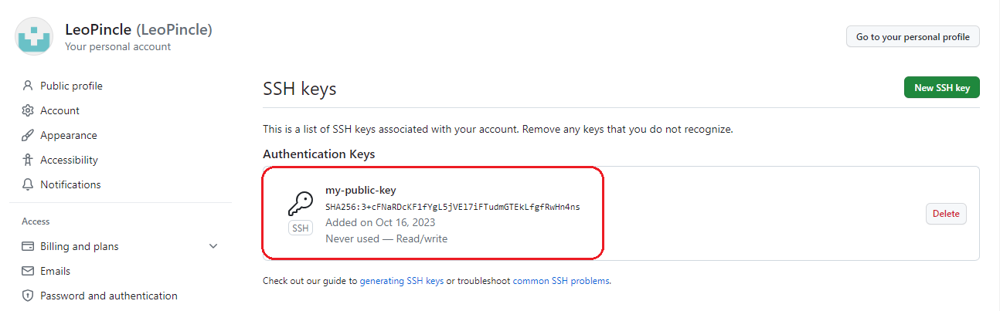 LeoPincle (LeoPincle)
Your personal account
Go to your personal profile
Public profile
Account
Appearance
Accessibility
Notifications
Access
Billing and plans
Emails
Password and authentication
SSH keys
New SSH key
This is a list of SSH keys associated with your account. Remove any keys that you do not recognize.
Authentication Keys
my-public-key
SHA256:3+cFNaRDcKF1fYgL5jVEl7iFTudmGTEkLfgfRwHn4ns
Added on Oct 16, 2023
Never used — Read/write
SSH
Delete
Check out our guide to generating SSH keys or troubleshoot common SSH problems.